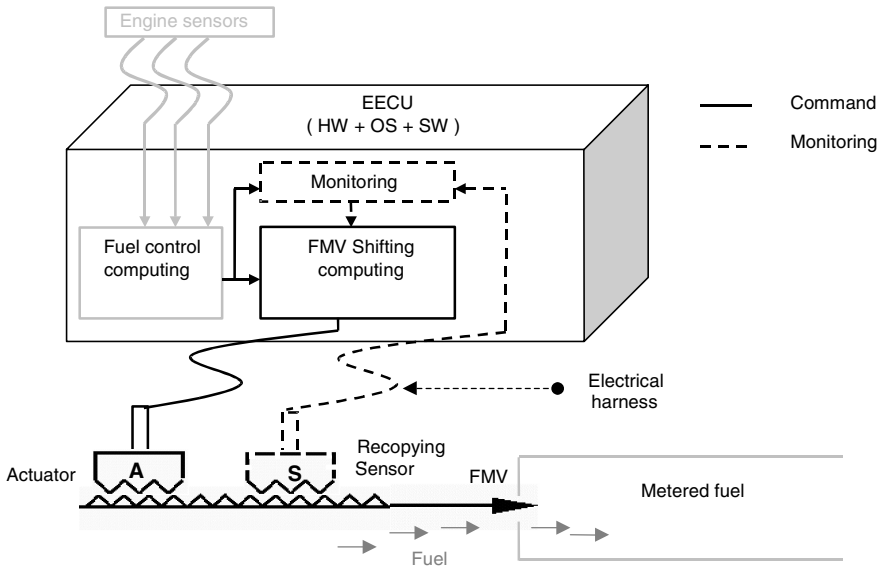 Engine sensors
EECU
( HW + OS + SW )
Command
Monitoring
Monitoring
Fuel control
computing
FMV Shifting
computing
Electrical
harness
Actuator
A
S
Recopying
Sensor
FMV
Metered fuel
Fuel